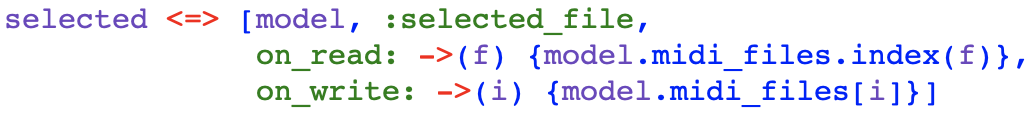 selected <=> [model, :selected_file,
              on_read: ->(f) {model.midi_files.index(f)},
              on_write: ->(i) {model.midi_files[i]}]